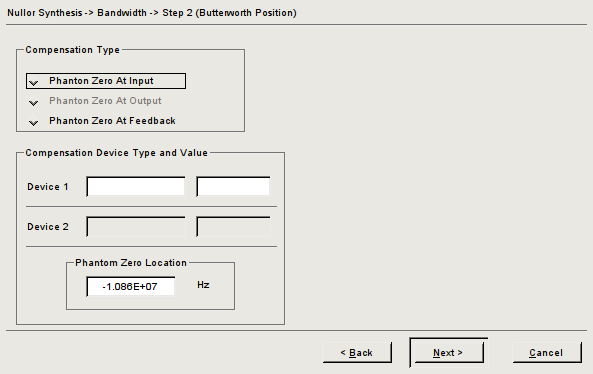 Nullor Synthesis -> Bandwidth -> Step 2 (Butterworth Position)
Compensation Type
Phanton Zero At Input
Phanton Zero At Output
Phanton Zero At Feedback
Compensation Device Type and Value
Device 1
Device 2
Phantom Zero Location
-1.086E+07 Hz
< Back Next > Cancel